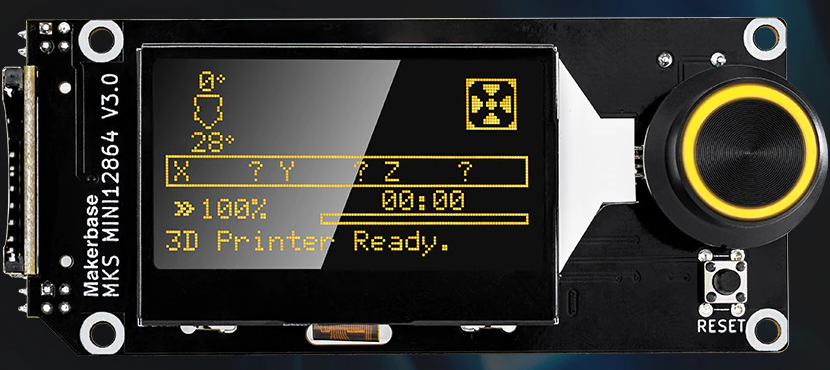 Makerbase
MKS MINI12864 V3.0
0°
28°
X ? Y ? Z ?
»100% 00:00
3D Printer Ready.
RESET